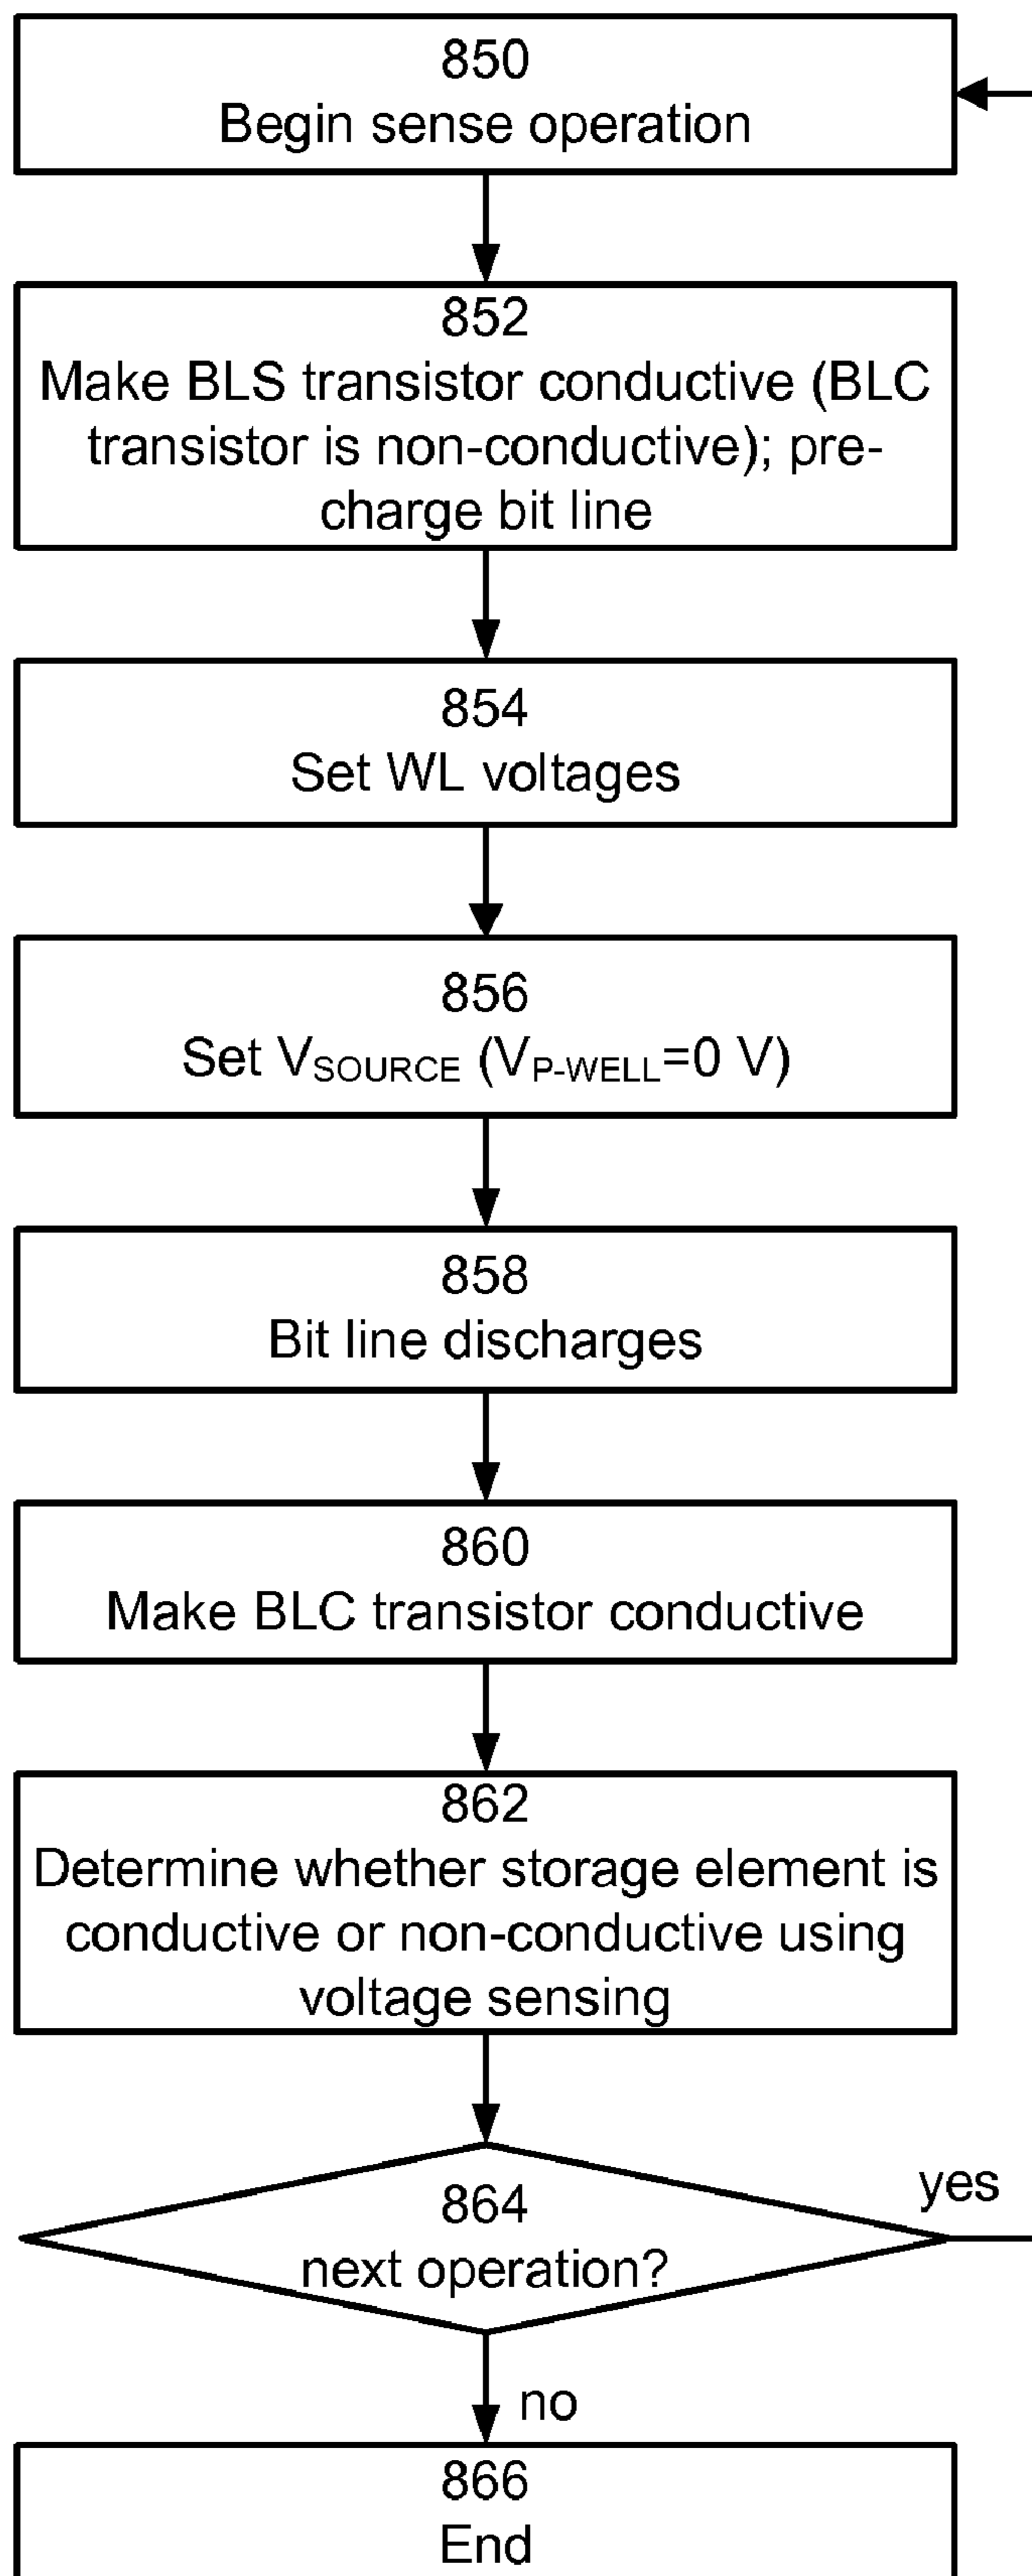 850
Begin sense operation
852
Make BLS transistor conductive (BLC
transistor is non-conductive); pre-
charge bit line
854
Set WL voltages
856
Set VSOURCE (VP-WELL=0 V)
858
Bit line discharges
860
Make BLC transistor conductive
862
Determine whether storage element is
conductive or non-conductive using
voltage sensing
864
next operation?
yes
no
866
End